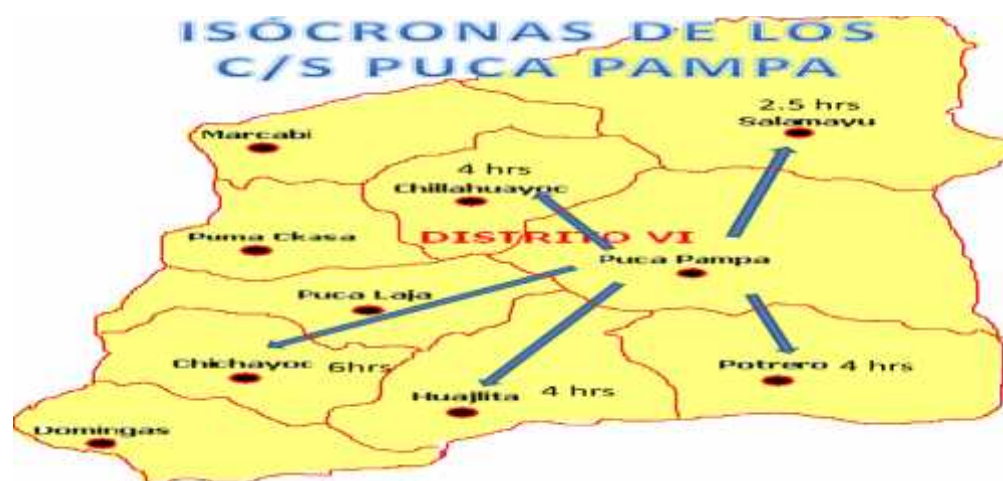 ISÓCRONAS DE LOS
C/S PUCA PAMPA
2.5 hrs
Salamayu
Marcabi
4 hrs
Chillahuayoc
Puma Ckasa
DISTRITO VI
Puca Pampa
Puca Laja
Chichayoc 6hrs
Potrero 4 hrs
Huajlita 4 hrs
Domingas